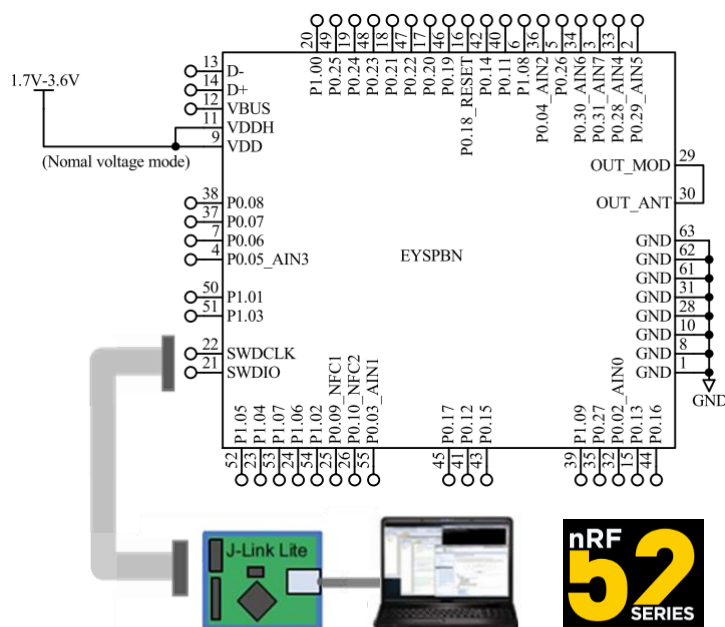 20
49
19
48
18
47
17
46
16
42
40
6
36
5
34
3
33
2
P1.00
P0.25
P0.24
P0.23
P0.21
P0.22
P0.20
P0.19
P0.18_RESET
P0.14
P0.11
P1.08
P0.04_AIN2
P0.26
P0.30_AIN6
P0.31_AIN7
P0.28_AIN4
P0.29_AIN5
1.7V-3.6V
(Nomal voltage mode)
13 D-
14 D+
12 VBUS
11 VDDH
9 VDD
38 P0.08
37 P0.07
7 P0.06
4 P0.05_AIN3
50 P1.01
51 P1.03
22 SWDCLK
21 SWDIO
EYSPBN
OUT_MOD 29
OUT_ANT 30
GND 63
GND 62
GND 61
GND 31
GND 28
GND 10
GND 8
GND 1
GND
P1.05
P1.04
P1.07
P1.06
P1.02
P0.09_NFC1
P0.10_NFC2
P0.03_AIN1
P0.17
P0.12
P0.15
P1.09
P0.27
P0.02_AIN0
P0.13
P0.16
52
23
53
24
54
25
26
55
45
41
43
39
35
32
15
44
J-Link Lite
nRF
52
SERIES